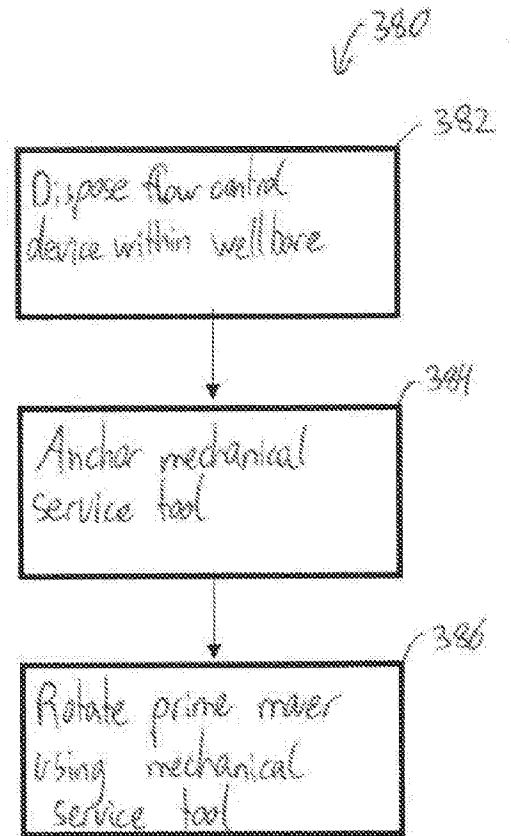 380
382
Dispose flow control
device within wellbore
384
Anchor mechanical
service tool
386
Rotate prime mover
using mechanical
service tool